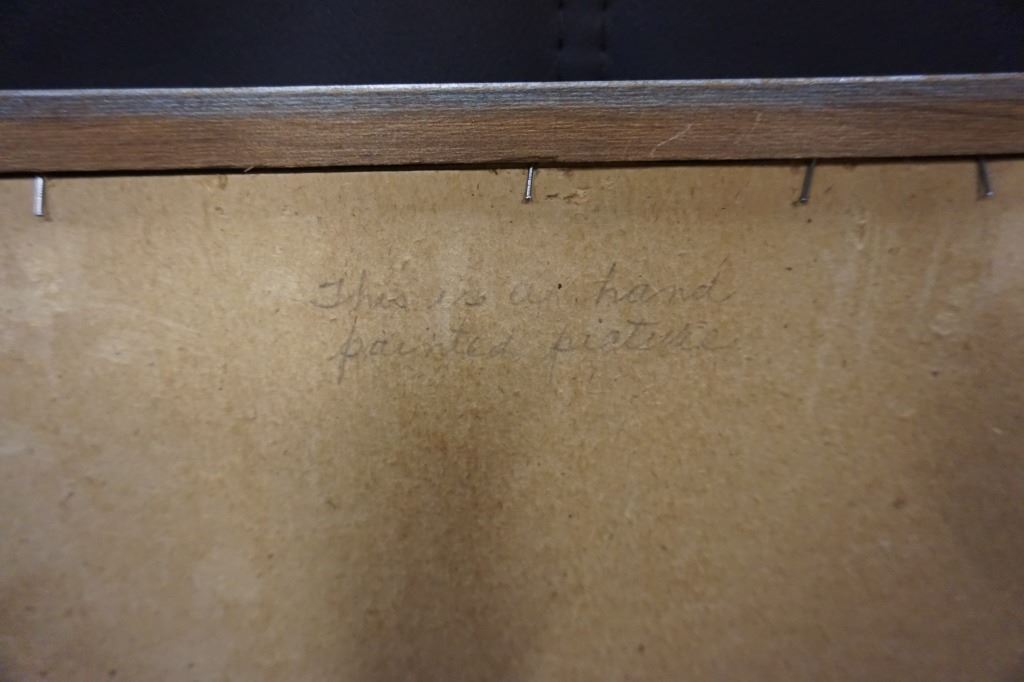 This is an hand
painted picture